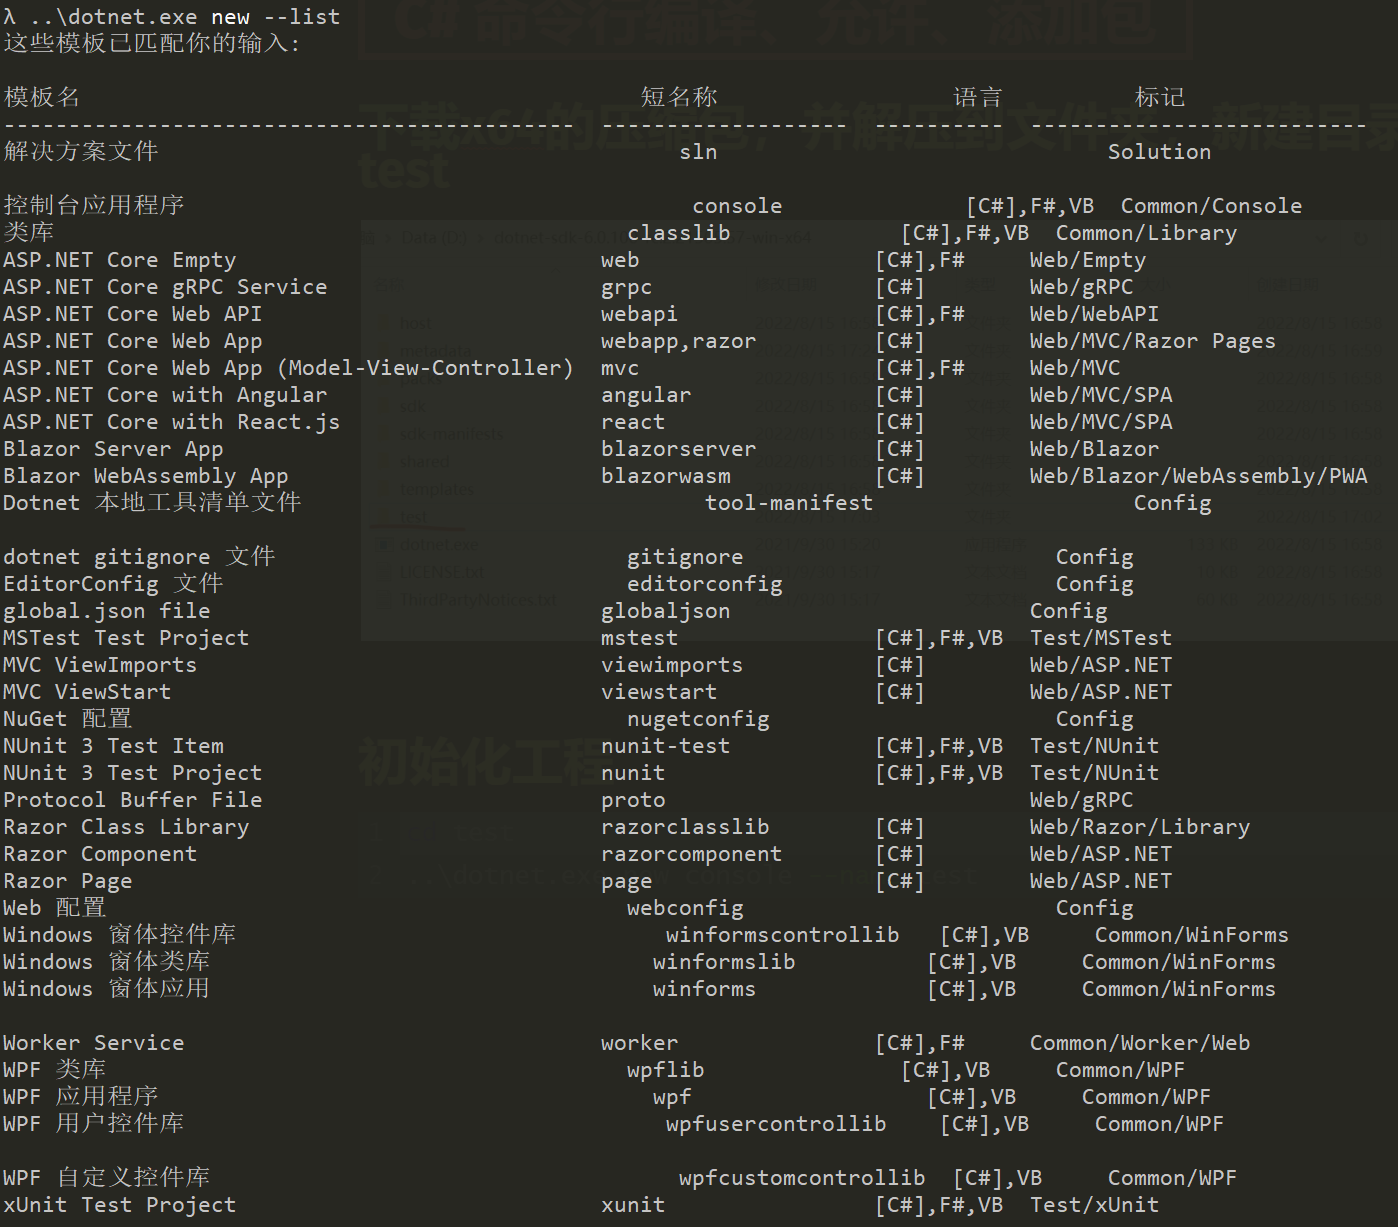 λ ..\dotnet.exe new --list
这些模板已匹配你的输入:
模板名 短名称 语言 标记
-------------------------------------------- ------------------- ---------- --------------------------
解决方案文件 sln Solution
控制台应用程序 console [C#],F#,VB Common/Console
类库 classlib [C#],F#,VB Common/Library
ASP.NET Core Empty web [C#],F# Web/Empty
ASP.NET Core gRPC Service grpc [C#] Web/gRPC
ASP.NET Core Web API webapi [C#],F# Web/WebAPI
ASP.NET Core Web App webapp,razor [C#] Web/MVC/Razor Pages
ASP.NET Core Web App (Model-View-Controller) mvc [C#],F# Web/MVC
ASP.NET Core with Angular angular [C#] Web/MVC/SPA
ASP.NET Core with React.js react [C#] Web/MVC/SPA
Blazor Server App blazorserver [C#] Web/Blazor
Blazor WebAssembly App blazorwasm [C#] Web/Blazor/WebAssembly/PWA
Dotnet 本地工具清单文件 tool-manifest Config
dotnet gitignore 文件 gitignore Config
EditorConfig 文件 editorconfig Config
global.json file globaljson Config
MSTest Test Project mstest [C#],F#,VB Test/MSTest
MVC ViewImports viewimports [C#] Web/ASP.NET
MVC ViewStart viewstart [C#] Web/ASP.NET
NuGet 配置 nugetconfig Config
NUnit 3 Test Item nunit-test [C#],F#,VB Test/NUnit
NUnit 3 Test Project nunit [C#],F#,VB Test/NUnit
Protocol Buffer File proto Web/gRPC
Razor Class Library razorclasslib [C#] Web/Razor/Library
Razor Component razorcomponent [C#] Web/ASP.NET
Razor Page page [C#] Web/ASP.NET
Web 配置 webconfig Config
Windows 窗体控件库 winformscontrollib [C#],VB Common/WinForms
Windows 窗体类库 winformslib [C#],VB Common/WinForms
Windows 窗体应用 winforms [C#],VB Common/WinForms
Worker Service worker [C#],F# Common/Worker/Web
WPF 类库 wpflib [C#],VB Common/WPF
WPF 应用程序 wpf [C#],VB Common/WPF
WPF 用户控件库 wpfusercontrollib [C#],VB Common/WPF
WPF 自定义控件库 wpfcustomcontrollib [C#],VB Common/WPF
xUnit Test Project xunit [C#],F#,VB Test/xUnit